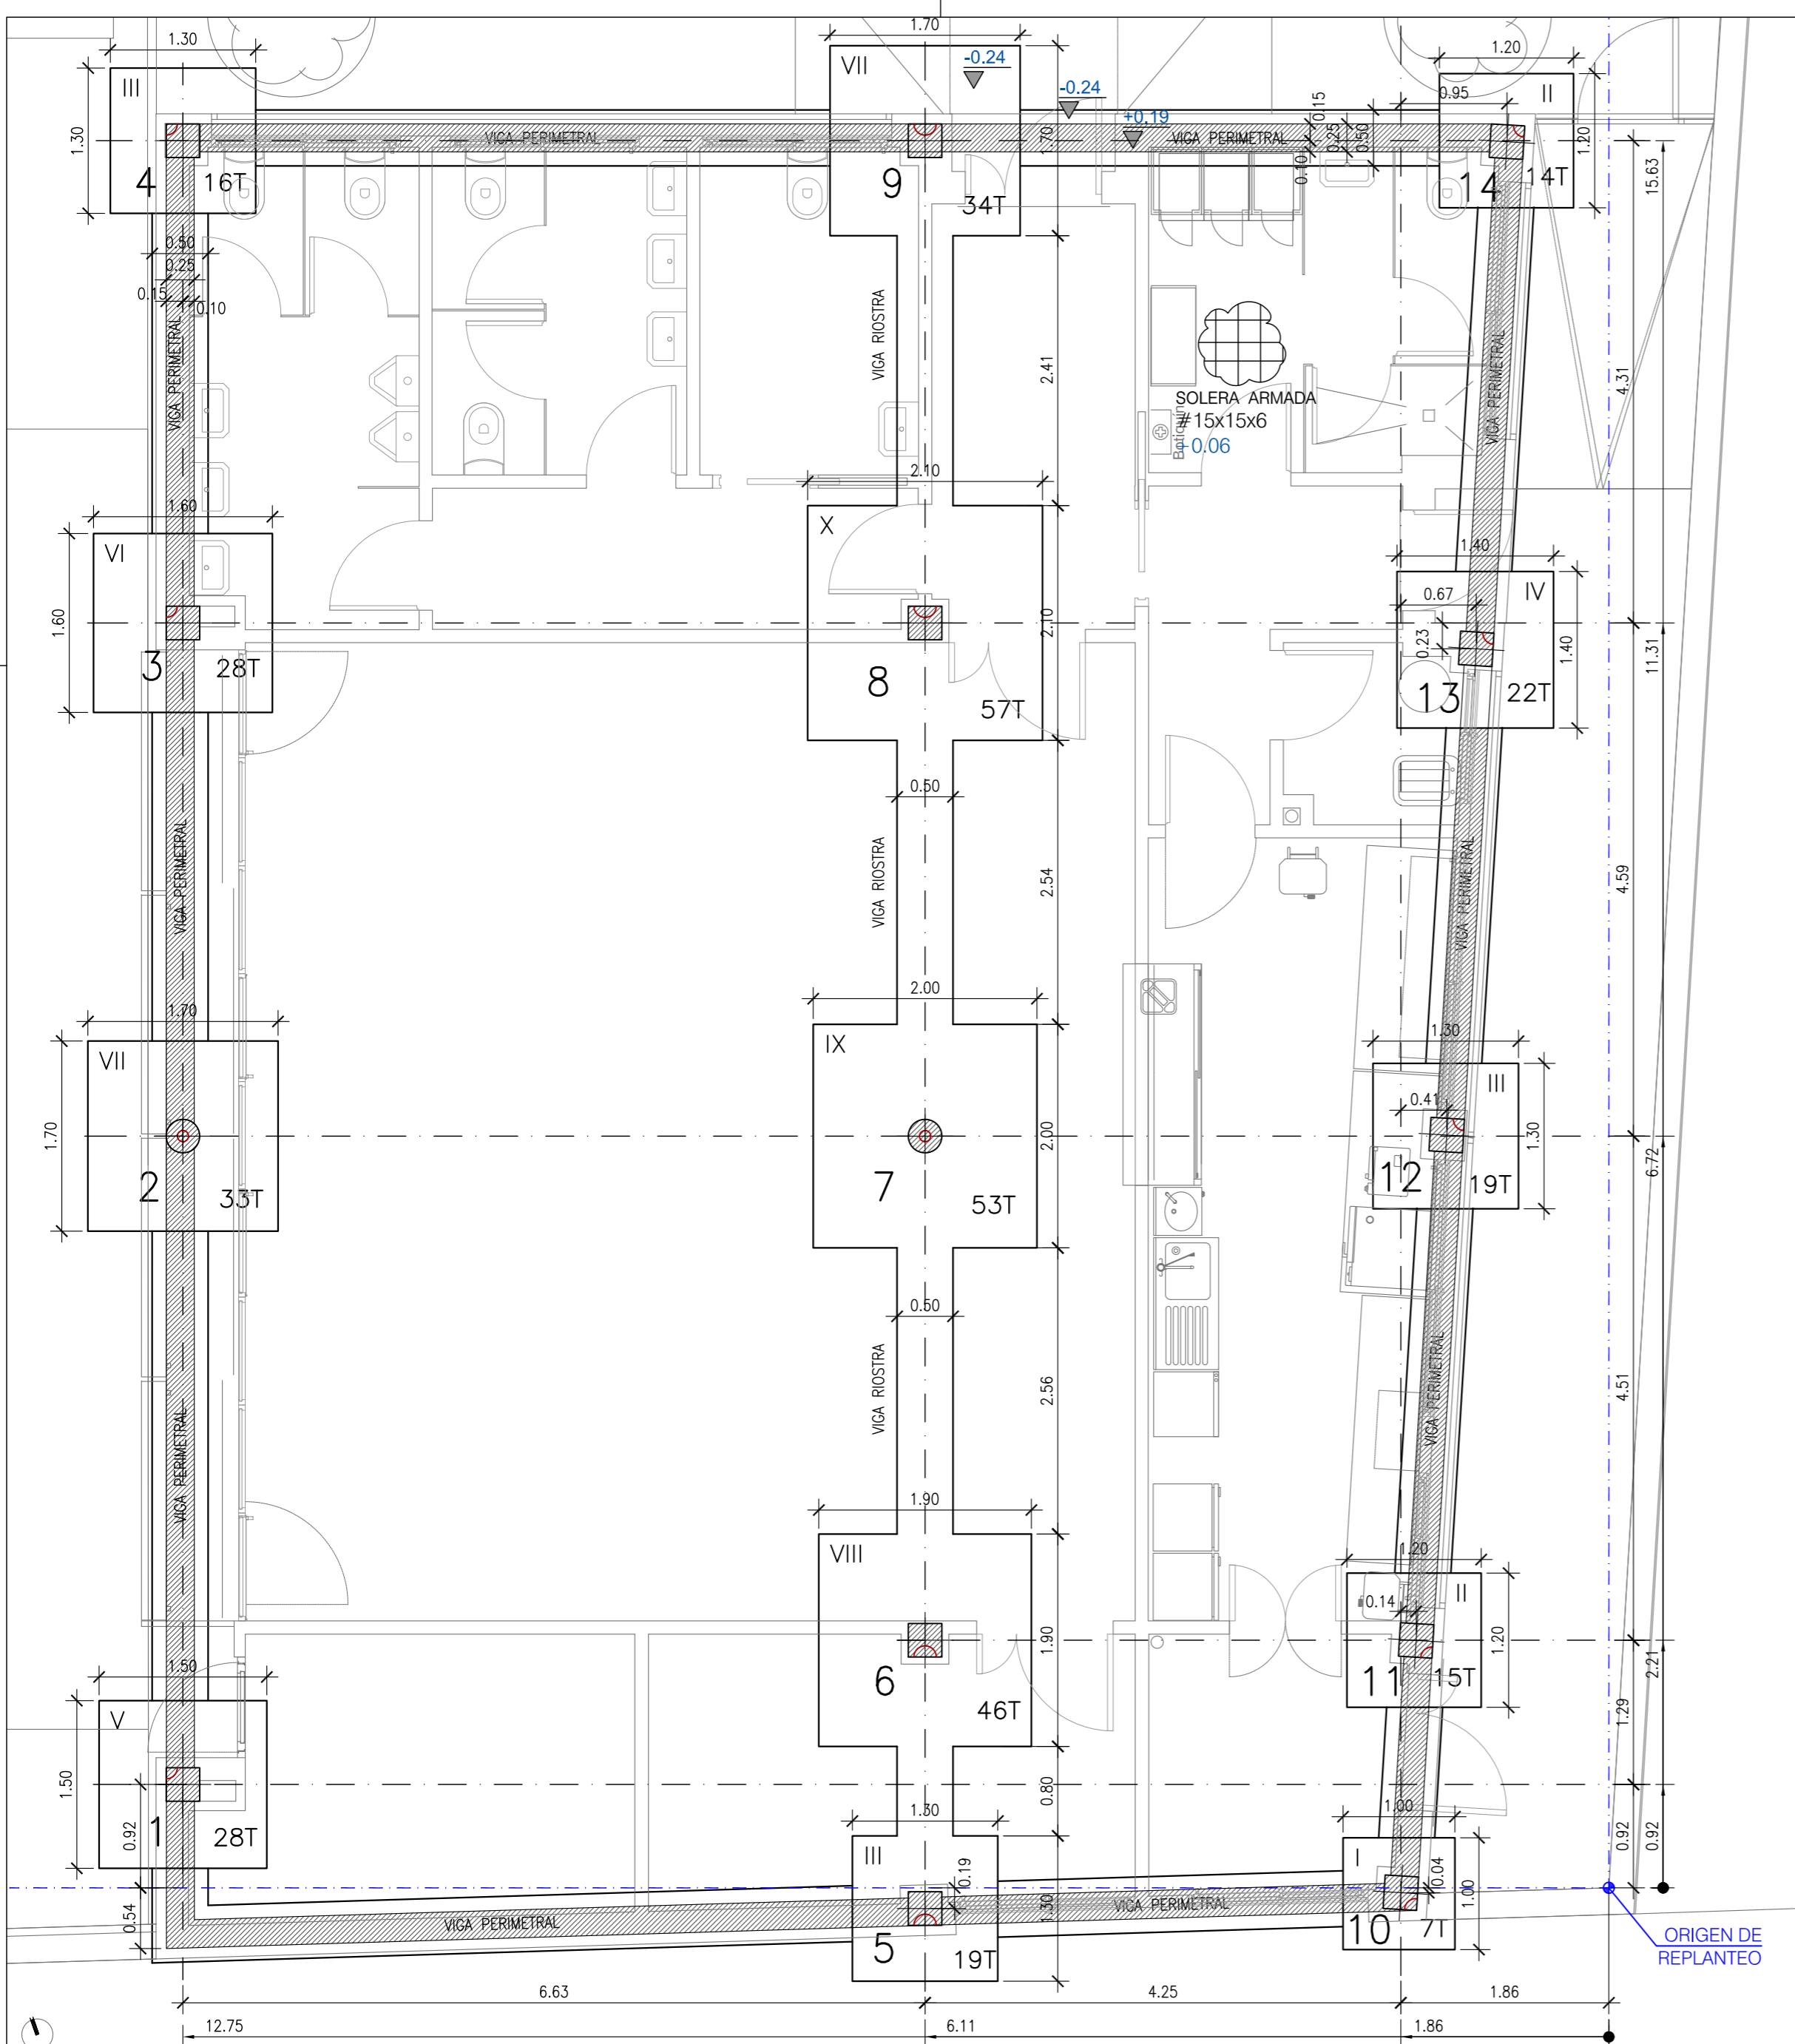 1.30
1.70
1.20
III
VII
-0.24
II
-0.24
0.95
0.15
1.30
+0.19
1.70
0.25
0.50
1.20
VIGA PERIMETRAL
VIGA PERIMETRAL
0.10
15.63
4
16T
9
34T
14
14T
0.50
0.25
0.15
0.10
VIGA PERIMETRAL
VIGA RIOSTRA
2.41
VIGA PERIMETRAL
4.31
SOLERA ARMADA
#15x15x6
Botiquin
+0.06
2.10
1.60
X
VI
1.40
IV
0.67
1.60
2.10
0.23
1.40
11.31
3
28T
8
57T
13
22T
0.50
VIGA PERIMETRAL
VIGA RIOSTRA
2.54
VIGA PERIMETRAL
4.59
2.00
1.70
IX
VII
1.30
III
0.41
1.70
2.00
1.30
6.72
2
33T
7
53T
12
19T
0.50
VIGA PERIMETRAL
VIGA RIOSTRA
2.56
VIGA PERIMETRAL
4.51
1.90
VIII
1.20
II
0.14
1.90
1.20
2.21
1.50
6
46T
11
15T
V
1.29
1.50
0.80
1.30
1.00
0.92
1
28T
III
I
0.19
0.04
0.92
0.92
0.54
VIGA PERIMETRAL
1.30
VIGA PERIMETRAL
1.00
5
19T
10
7T
ORIGEN DE
REPLANTEO
6.63
4.25
1.86
12.75
6.11
1.86